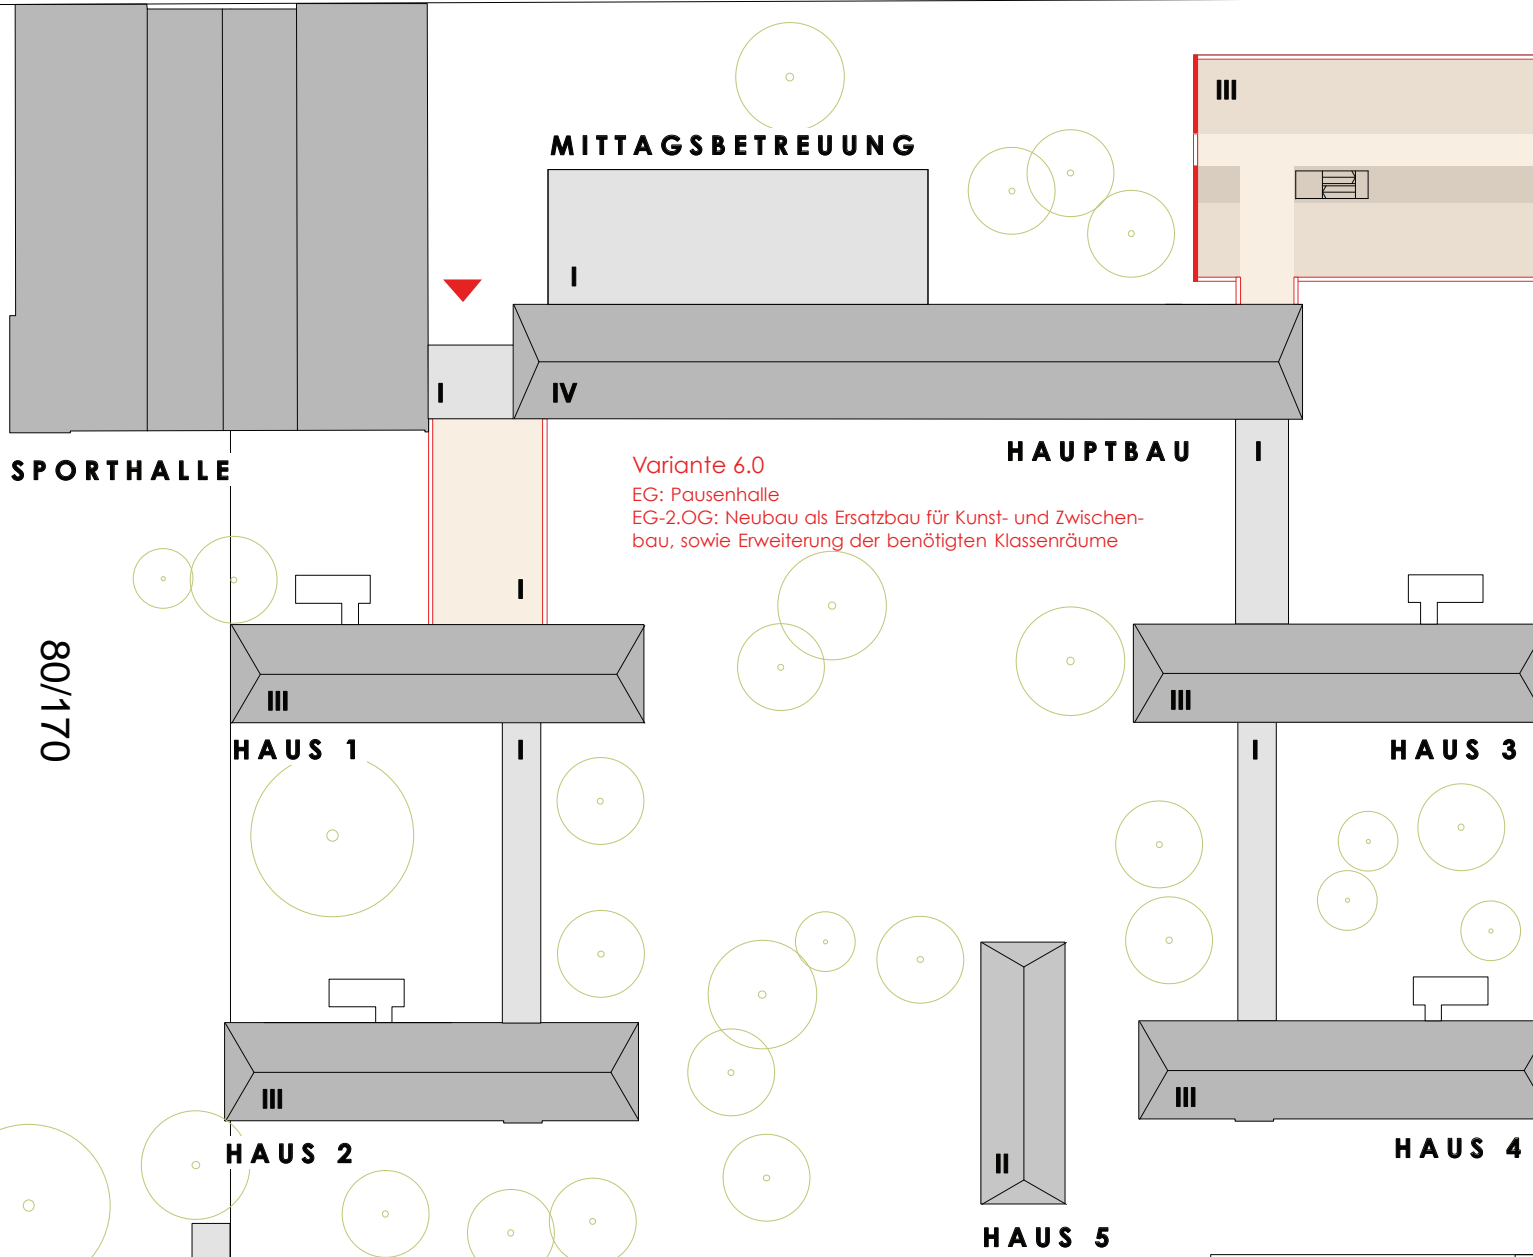 III
MITTAGSBETREUUNG
I
I
IV
SPORTHALLE
HAUPTBAU
I
Variante 6.0
EG: Pausenhalle
EG-2.OG: Neubau als Ersatzbau für Kunst- und Zwischen-
bau, sowie Erweiterung der benötigten Klassenräume
I
80/170
III
III
HAUS 1
I
I
HAUS 3
III
III
HAUS 2
HAUS 4
II
HAUS 5